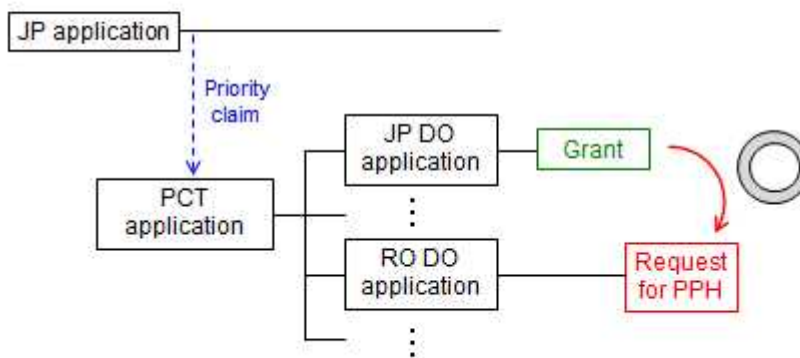 JP application
Priority
claim
JP DO
application
Grant
PCT
application
RO DO
application
Request
for PPH